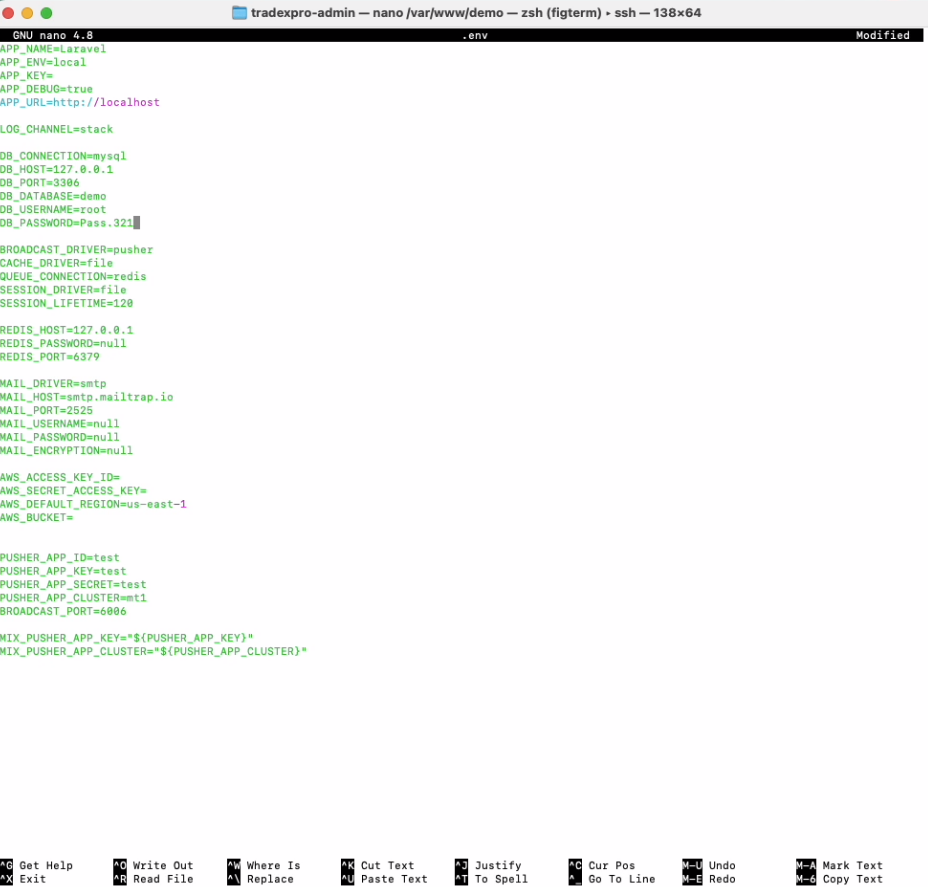 tradexpro-admin — nano /var/www/demo — zsh (figterm) ▸ ssh — 138×64
GNU nano 4.8 .env Modified
APP_NAME=Laravel
APP_ENV=local
APP_KEY=
APP_DEBUG=true
APP_URL=http://localhost
LOG_CHANNEL=stack
DB_CONNECTION=mysql
DB_HOST=127.0.0.1
DB_PORT=3306
DB_DATABASE=demo
DB_USERNAME=root
DB_PASSWORD=Pass.321
BROADCAST_DRIVER=pusher
CACHE_DRIVER=file
QUEUE_CONNECTION=redis
SESSION_DRIVER=file
SESSION_LIFETIME=120
REDIS_HOST=127.0.0.1
REDIS_PASSWORD=null
REDIS_PORT=6379
MAIL_DRIVER=smtp
MAIL_HOST=smtp.mailtrap.io
MAIL_PORT=2525
MAIL_USERNAME=null
MAIL_PASSWORD=null
MAIL_ENCRYPTION=null
AWS_ACCESS_KEY_ID=
AWS_SECRET_ACCESS_KEY=
AWS_DEFAULT_REGION=us-east-1
AWS_BUCKET=
PUSHER_APP_ID=test
PUSHER_APP_KEY=test
PUSHER_APP_SECRET=test
PUSHER_APP_CLUSTER=mt1
BROADCAST_PORT=6006
MIX_PUSHER_APP_KEY="${PUSHER_APP_KEY}"
MIX_PUSHER_APP_CLUSTER="${PUSHER_APP_CLUSTER}"
^G Get Help ^O Write Out ^W Where Is ^K Cut Text ^J Justify ^C Cur Pos M-U Undo M-A Mark Text
^X Exit ^R Read File ^\ Replace ^U Paste Text ^T To Spell ^_ Go To Line M-E Redo M-6 Copy Text